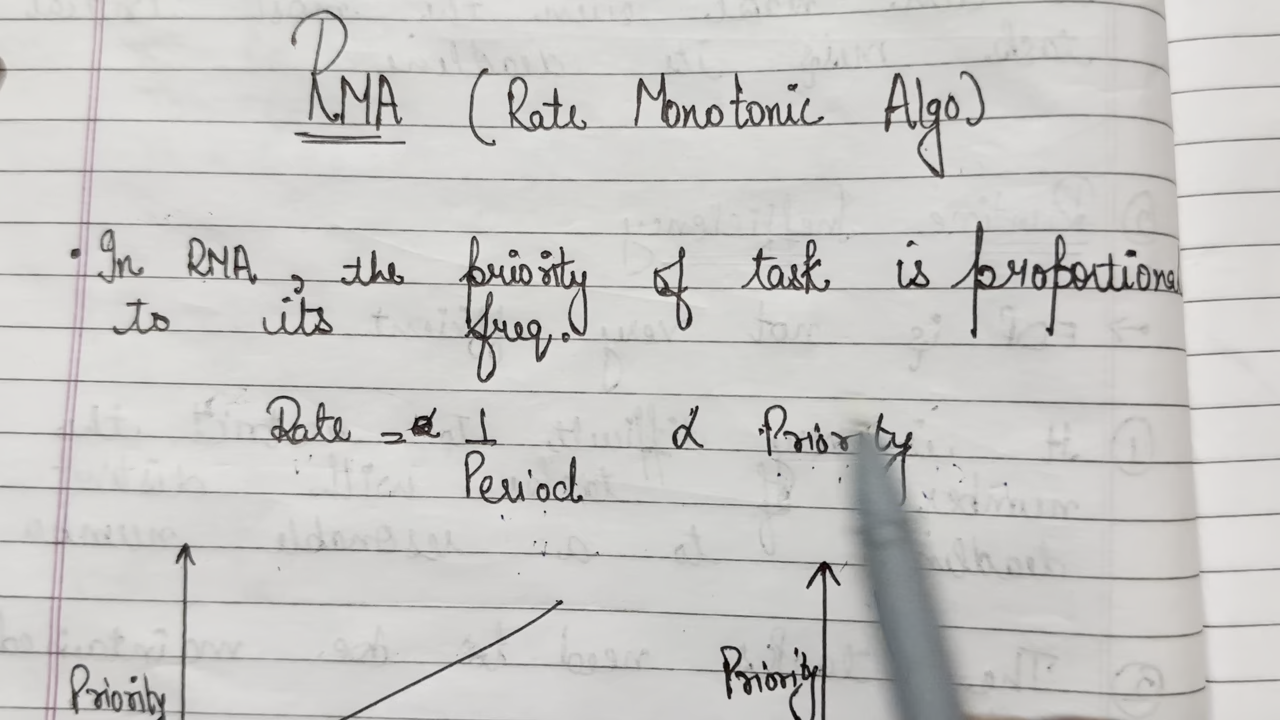 RMA (Rate Monotonic Algo)
· In RMA, the priority of task is proportional
to its freq.
Rate = 1 ∝ Priority
Period
Priority Priority